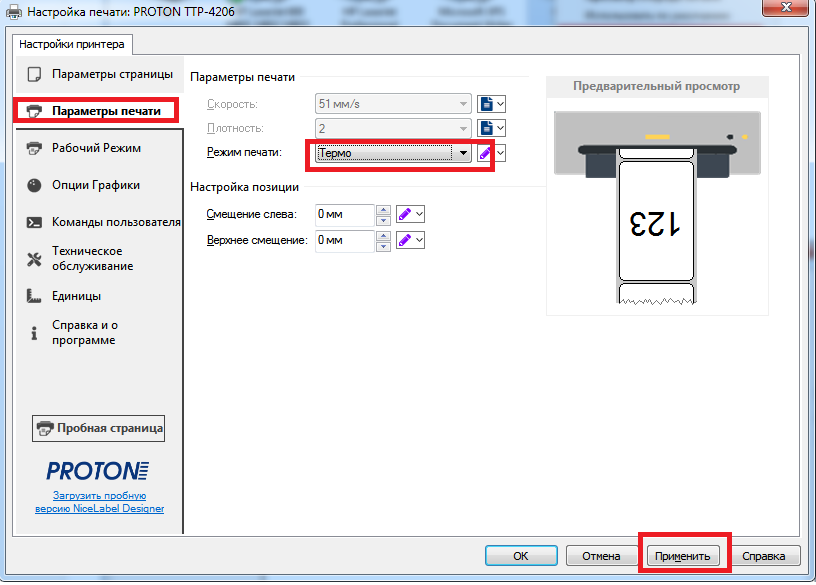 Настройка печати: PROTON TTP-4206
Настройки принтера
Параметры страницы
Параметры печати
Рабочий Режим
Опции Графики
Команды пользователя
Техническое
обслуживание
Единицы
Справка и о
программе
Пробная страница
PROTON
Загрузить пробную
версию NiceLabel Designer
Параметры печати
Скорость:
51 мм/s
Плотность:
2
Режим печати:
Термо
Настройка позиции
Смещение слева:
0 мм
Верхнее смещение:
0 мм
Предварительный просмотр
123
OK
Отмена
Применить
Справка